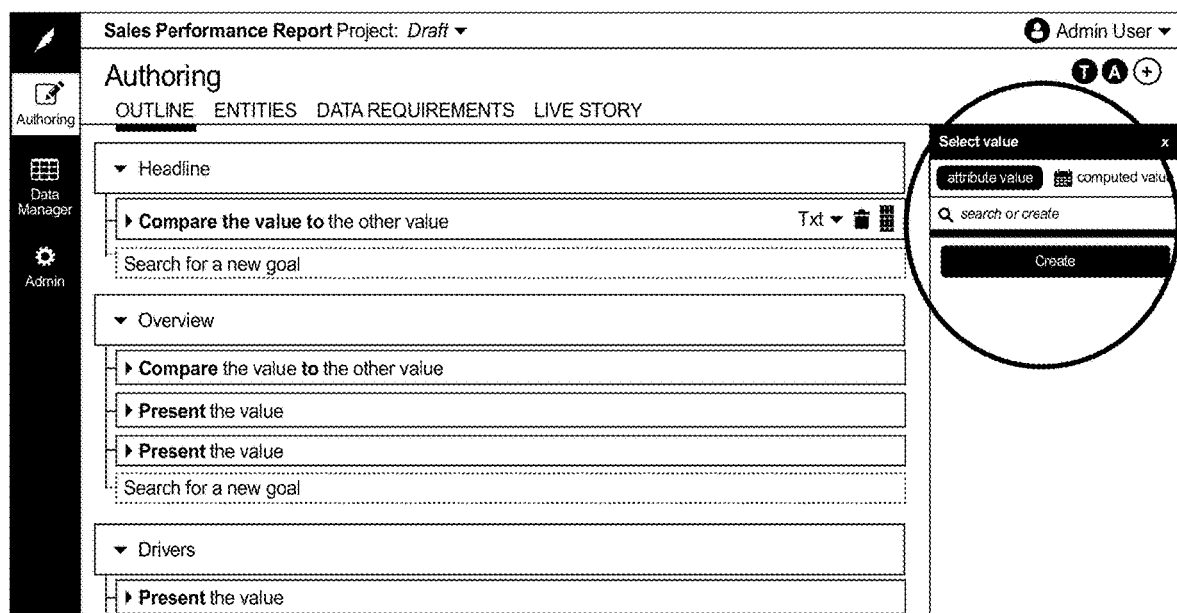 Sales Performance Report Project: Draft
Admin User
Authoring
T A +
OUTLINE ENTITIES DATA REQUIREMENTS LIVE STORY
Authoring
Data
Manager
Admin
Headline
Compare the value to the other value
Txt
Search for a new goal
Overview
Compare the value to the other value
Present the value
Present the value
Search for a new goal
Drivers
Present the value
Select value x
attribute value computed value
search or create
Create